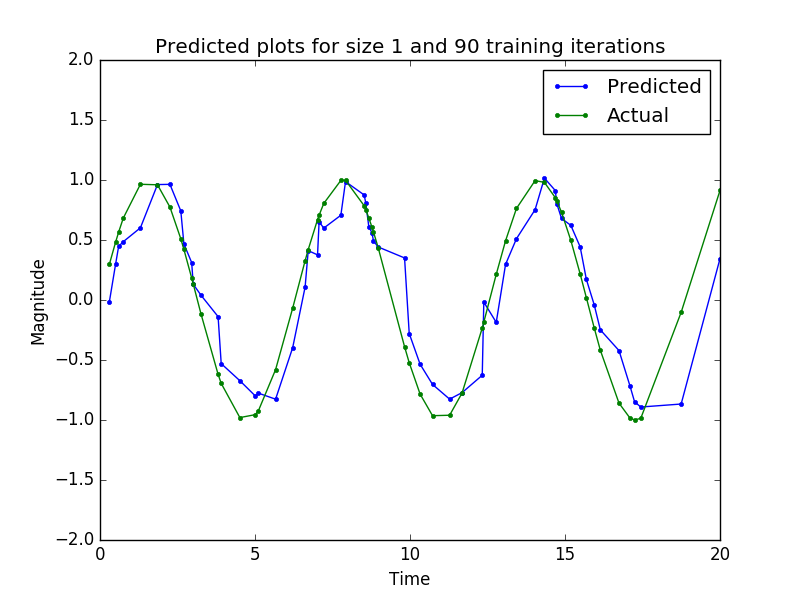 Predicted plots for size 1 and 90 training iterations
2.0
1.5
1.0
0.5
0.0
−0.5
−1.0
−1.5
−2.0
Magnitude
Predicted
Actual
0 5 10 15 20
Time